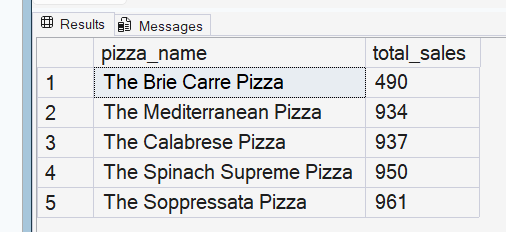 Results Messages
pizza_name total_sales
1 The Brie Carre Pizza 490
2 The Mediterranean Pizza 934
3 The Calabrese Pizza 937
4 The Spinach Supreme Pizza 950
5 The Soppressata Pizza 961